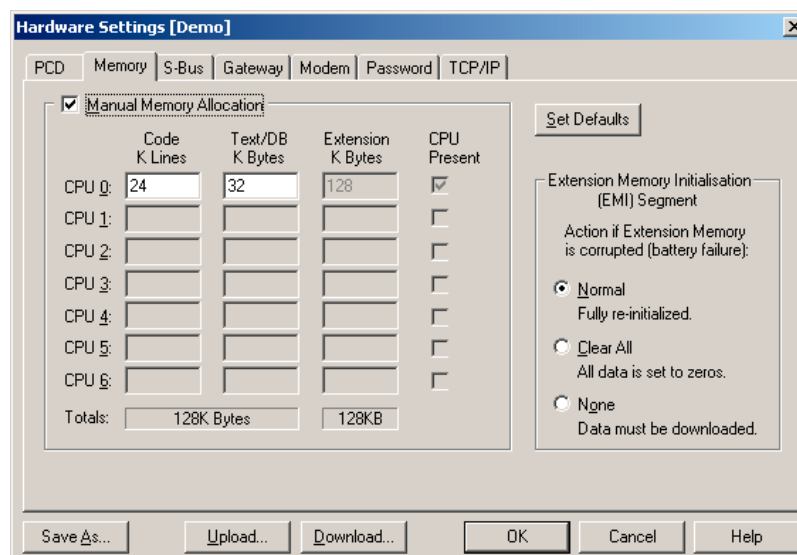 Hardware Settings [Demo]
PCD Memory S-Bus Gateway Modem Password TCP/IP
Manual Memory Allocation
Code K Lines
Text/DB K Bytes
Extension K Bytes
CPU Present
CPU 0: 24 32 128
CPU 1:
CPU 2:
CPU 3:
CPU 4:
CPU 5:
CPU 6:
Totals: 128K Bytes 128KB
Set Defaults
Extension Memory Initialisation
(EMI) Segment
Action if Extension Memory
is corrupted (battery failure):
Normal
Fully re-initialized.
Clear All
All data is set to zeros.
None
Data must be downloaded.
Save As... Upload... Download... OK Cancel Help